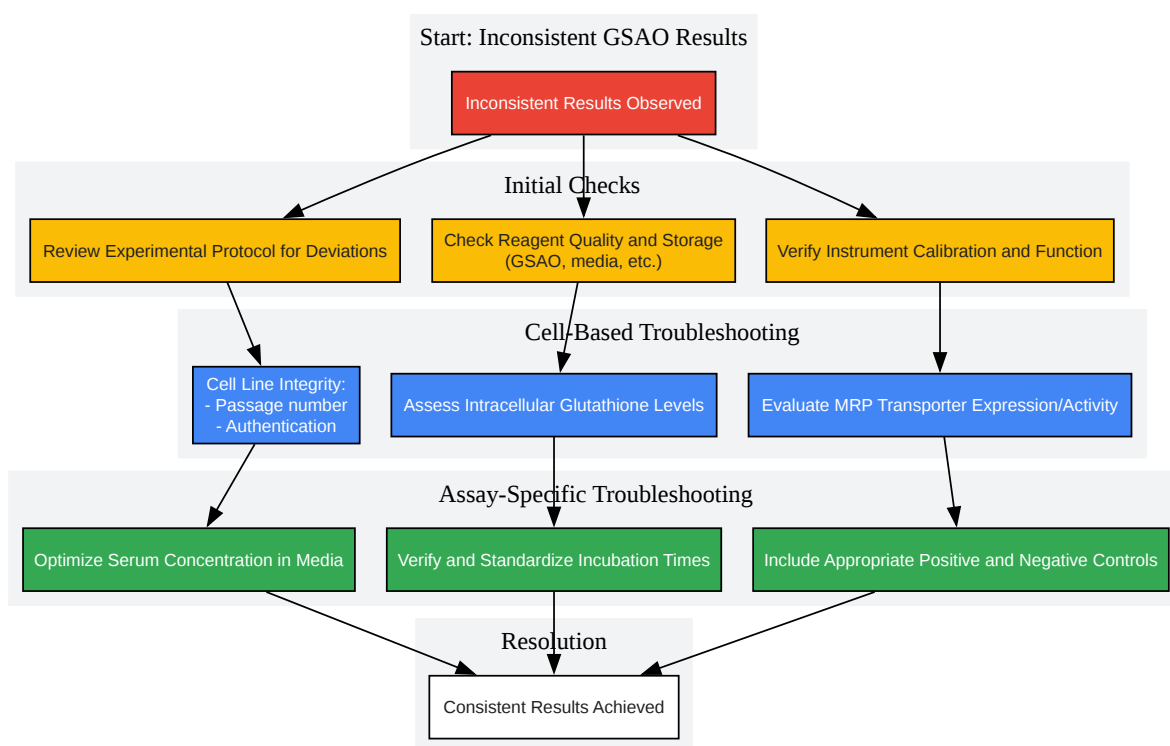 Start: Inconsistent GSAO Results
Inconsistent Results Observed
Initial Checks
Review Experimental Protocol for Deviations
Check Reagent Quality and Storage
(GSAO, media, etc.)
Verify Instrument Calibration and Function
Cell-Based Troubleshooting
Cell Line Integrity:
- Passage number
- Authentication
Assess Intracellular Glutathione Levels
Evaluate MRP Transporter Expression/Activity
Assay-Specific Troubleshooting
Optimize Serum Concentration in Media
Verify and Standardize Incubation Times
Include Appropriate Positive and Negative Controls
Resolution
Consistent Results Achieved